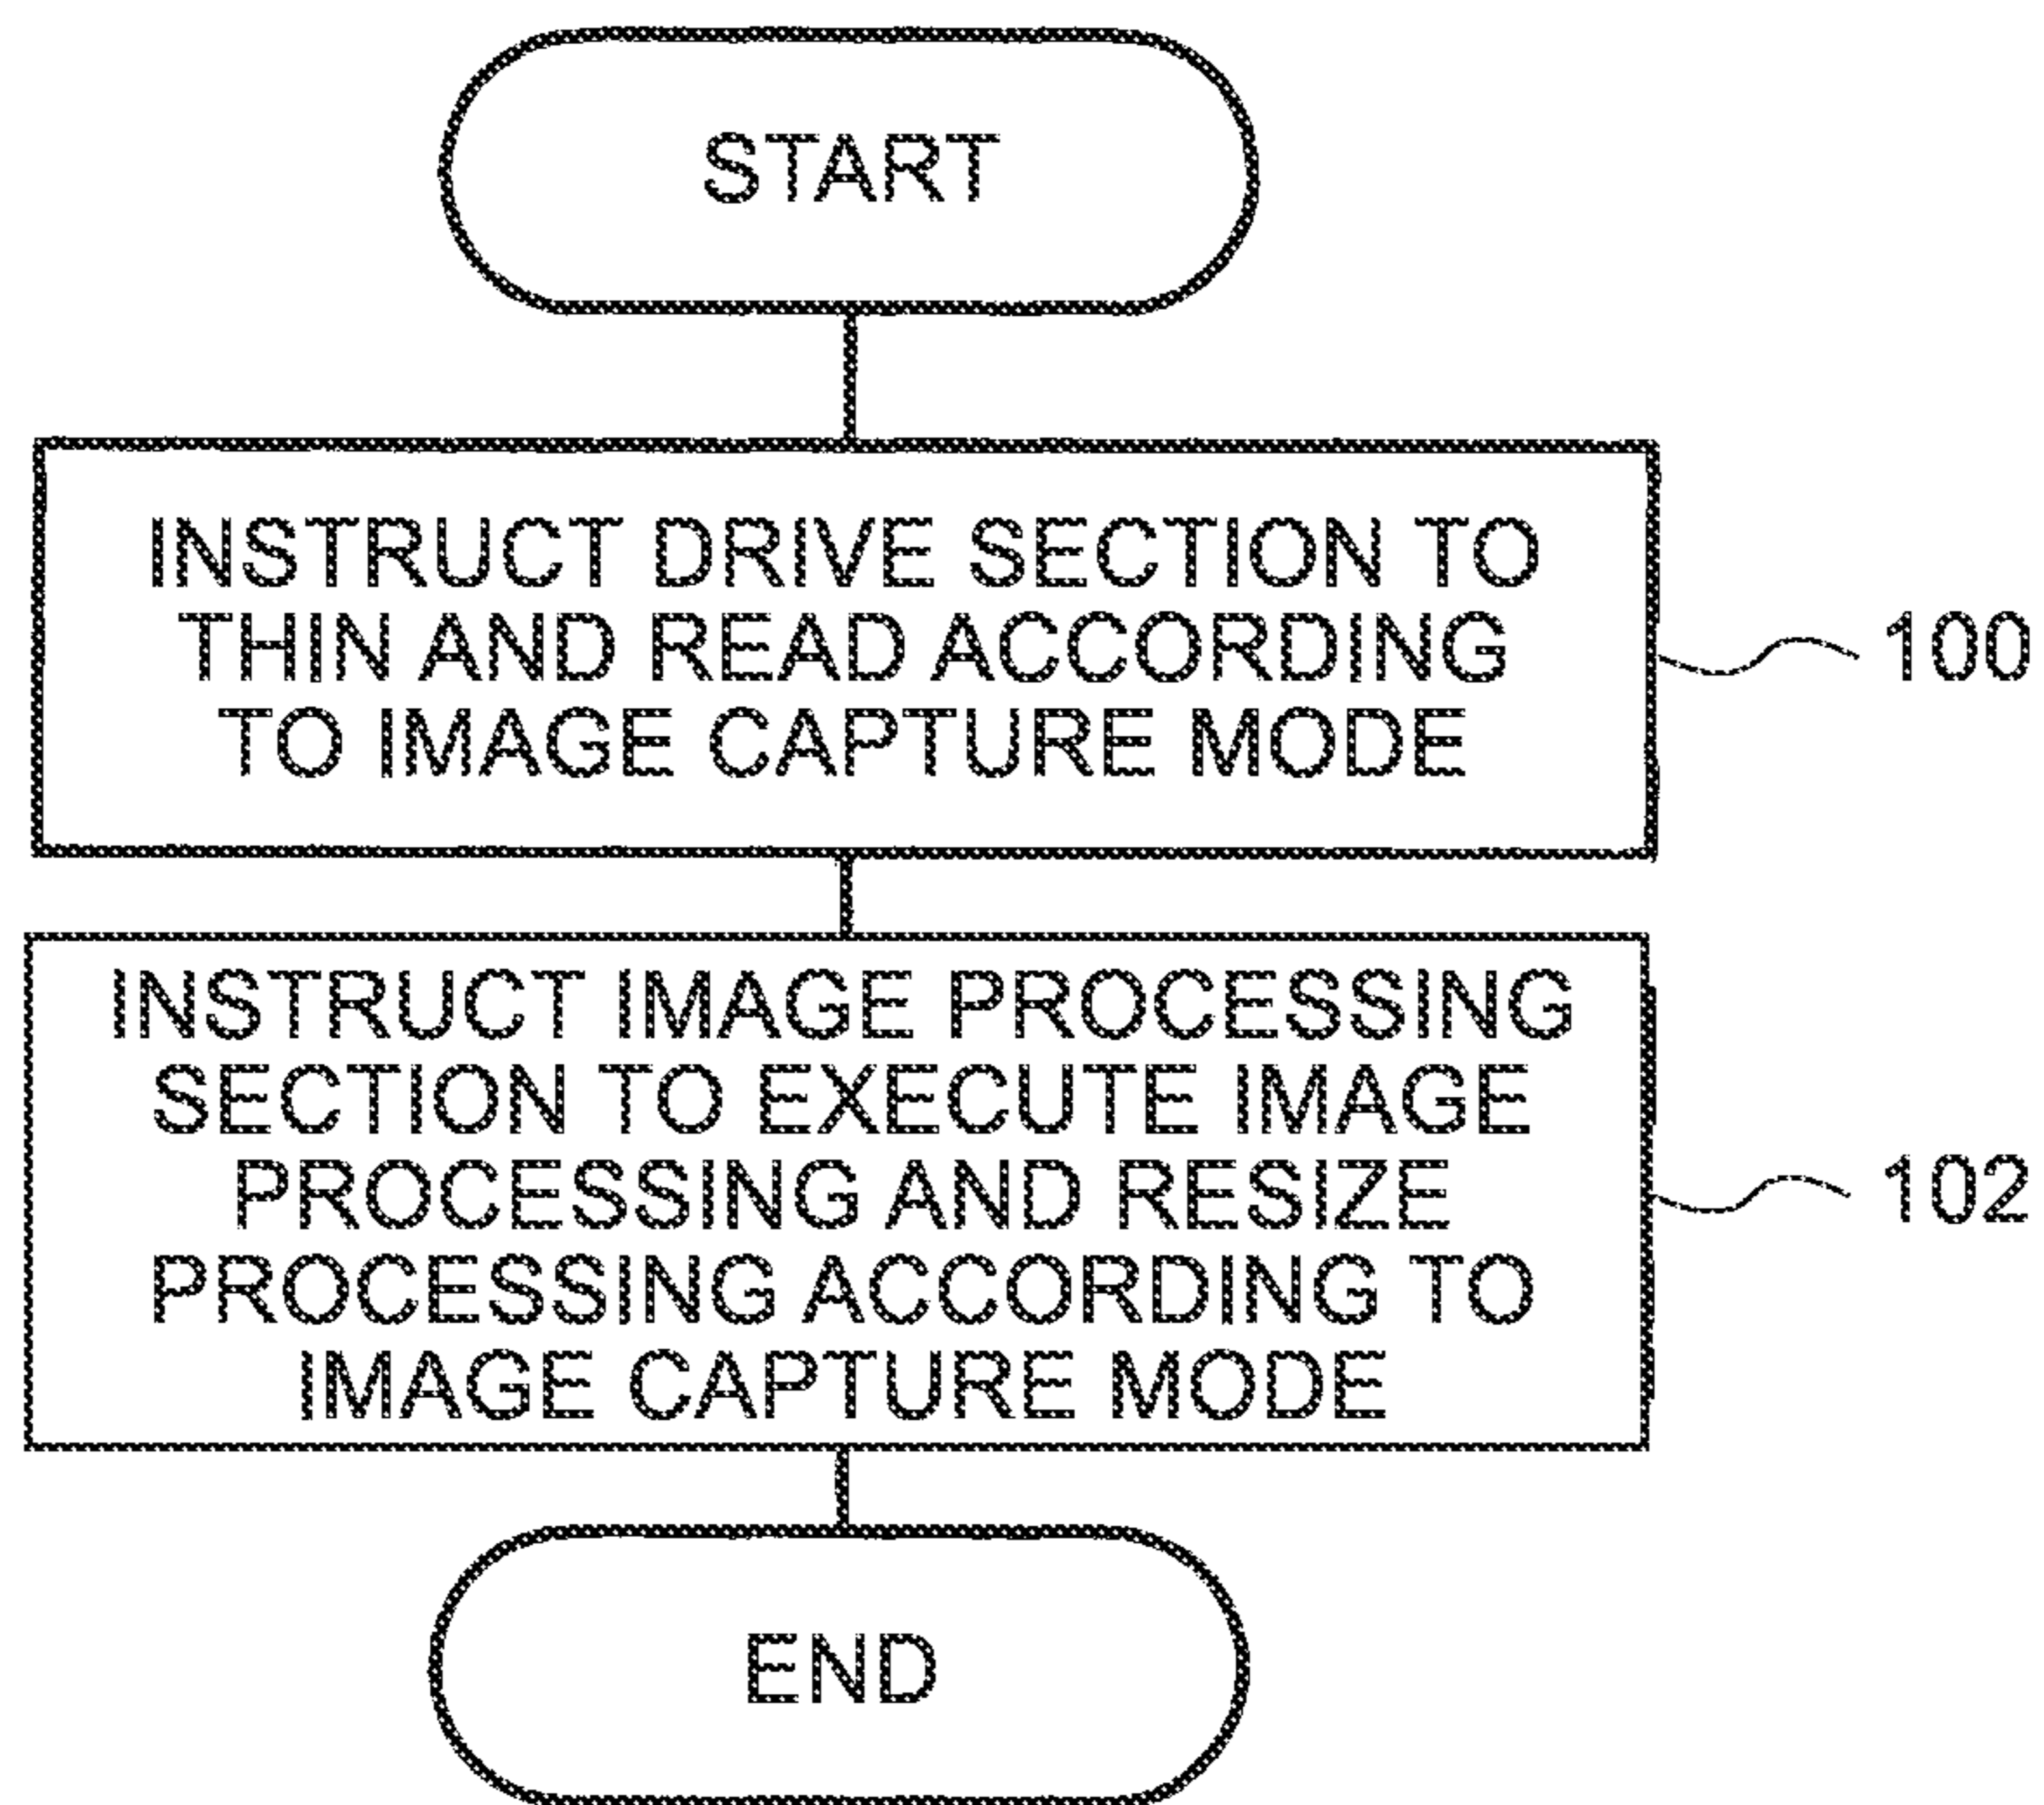 START
INSTRUCT DRIVE SECTION TO
THIN AND READ ACCORDING
TO IMAGE CAPTURE MODE
100
INSTRUCT IMAGE PROCESSING
SECTION TO EXECUTE IMAGE
PROCESSING AND RESIZE
PROCESSING ACCORDING TO
IMAGE CAPTURE MODE
102
END